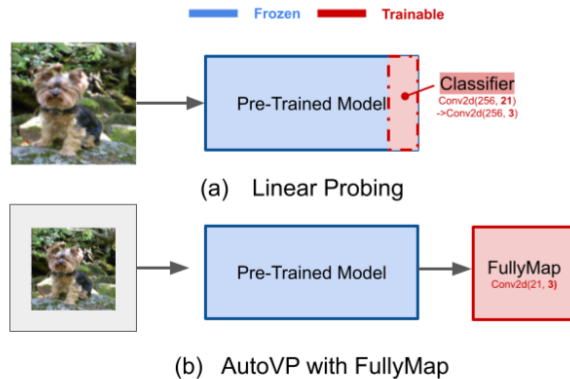 Frozen Trainable
Pre-Trained Model
Classifier
Conv2d(256, 21)
->Conv2d(256, 3)
(a) Linear Probing
Pre-Trained Model
FullyMap
Conv2d(21, 3)
(b) AutoVP with FullyMap